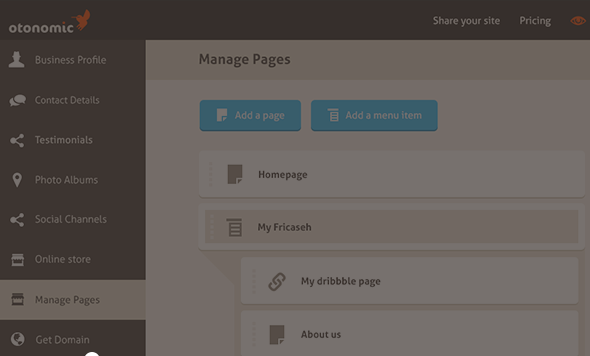 otonomic
Share your site
Pricing
Business Profile
Contact Details
Testimonials
Photo Albums
Social Channels
Online store
Manage Pages
Get Domain
Manage Pages
Add a page
Add a menu item
Homepage
My Fricaseh
My dribbble page
About us